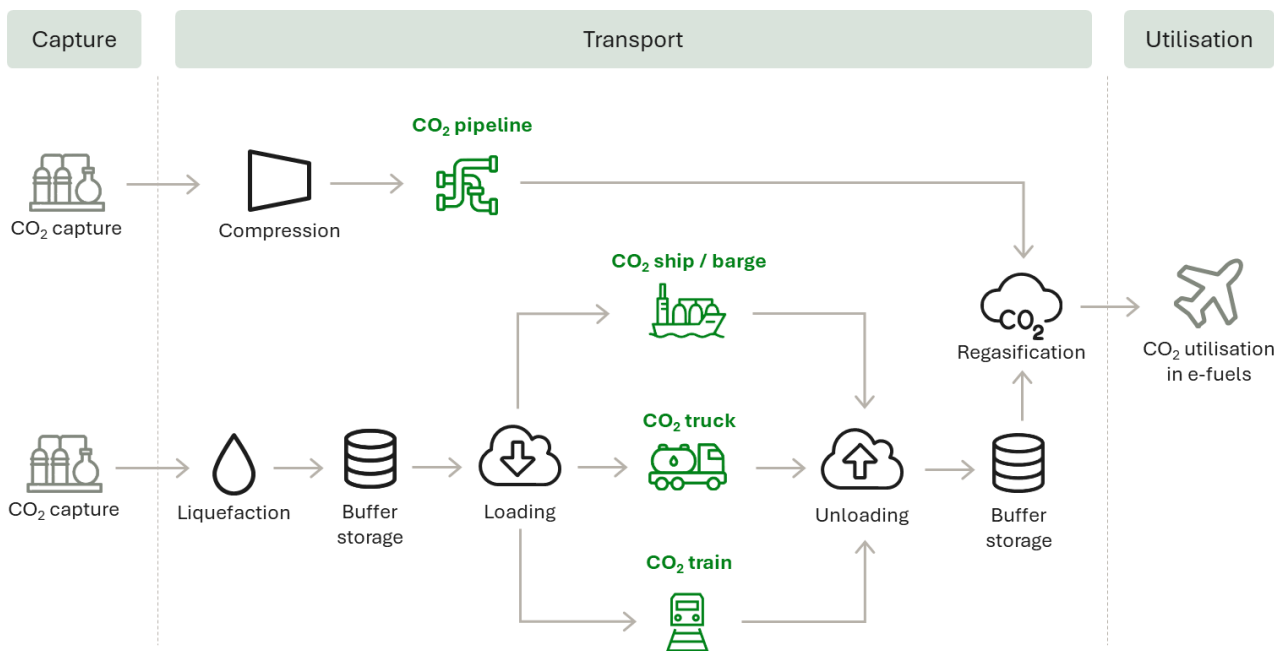 Capture
Transport
Utilisation
CO₂ pipeline
CO₂ capture
Compression
CO₂ ship / barge
CO₂
Regasification
CO₂ utilisation
in e-fuels
CO₂ truck
CO₂ capture
Liquefaction
Buffer
storage
Loading
Unloading
Buffer
storage
CO₂ train